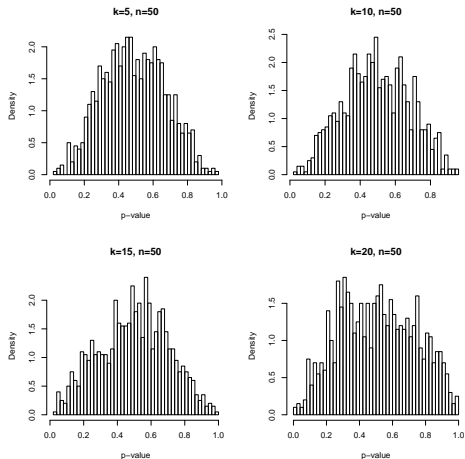 k=5, n=50
Density
0.0 0.5 1.0 1.5 2.0
0.0 0.2 0.4 0.6 0.8 1.0
p−value
k=10, n=50
Density
0.0 0.5 1.0 1.5 2.0 2.5
0.0 0.2 0.4 0.6 0.8
p−value
k=15, n=50
Density
0.0 0.5 1.0 1.5 2.0
0.0 0.2 0.4 0.6 0.8 1.0
p−value
k=20, n=50
Density
0.0 0.5 1.0 1.5
0.0 0.2 0.4 0.6 0.8 1.0
p−value